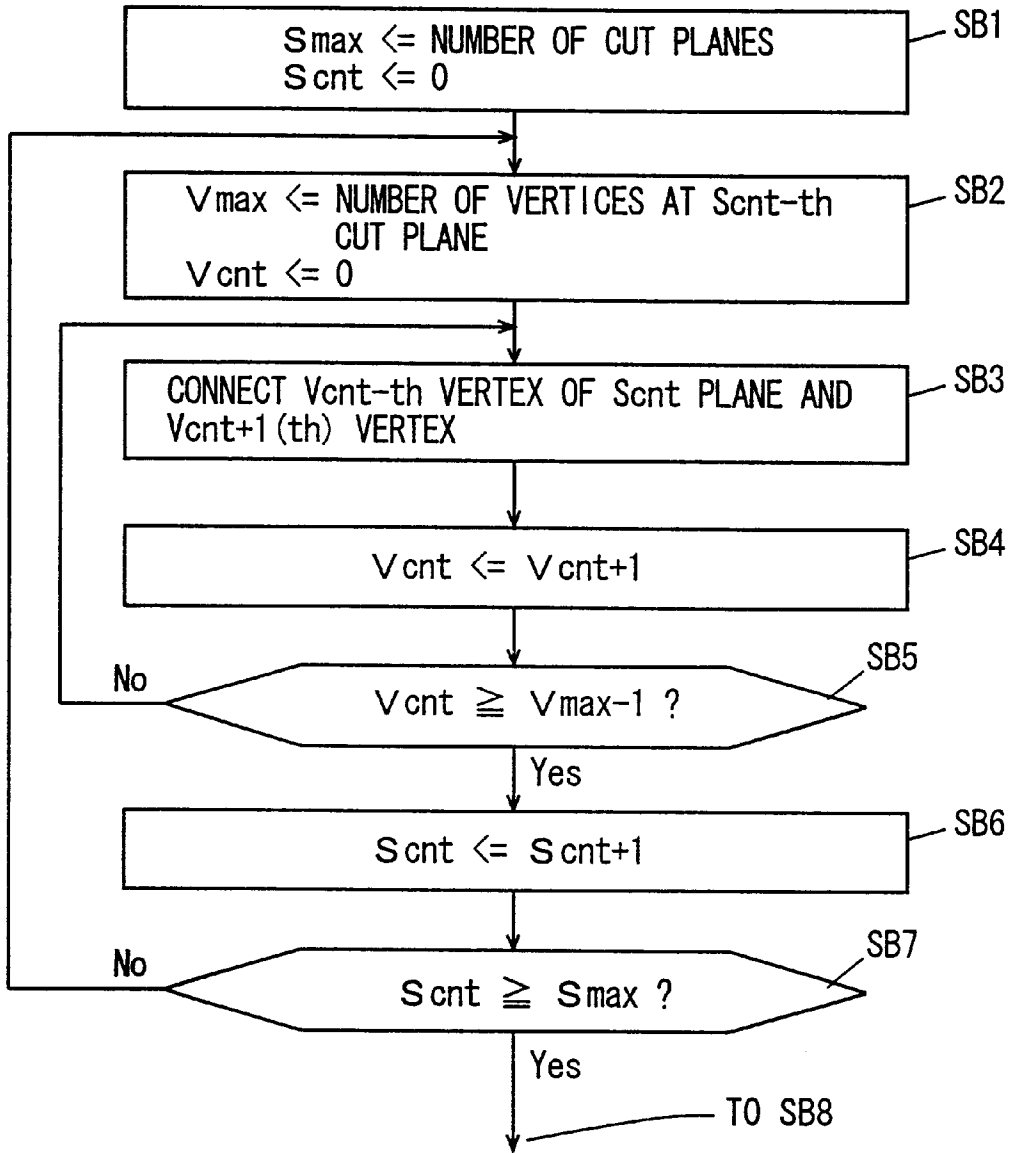 Smax <= NUMBER OF CUT PLANES
Scnt <= 0
SB1
Vmax <= NUMBER OF VERTICES AT Scnt-th
CUT PLANE
Vcnt <= 0
SB2
CONNECT Vcnt-th VERTEX OF Scnt PLANE AND
Vcnt+1(th) VERTEX
SB3
Vcnt <= Vcnt+1
SB4
No
Vcnt ≧ Vmax-1 ?
SB5
Yes
Scnt <= Scnt+1
SB6
No
Scnt ≧ Smax ?
SB7
Yes
TO SB8